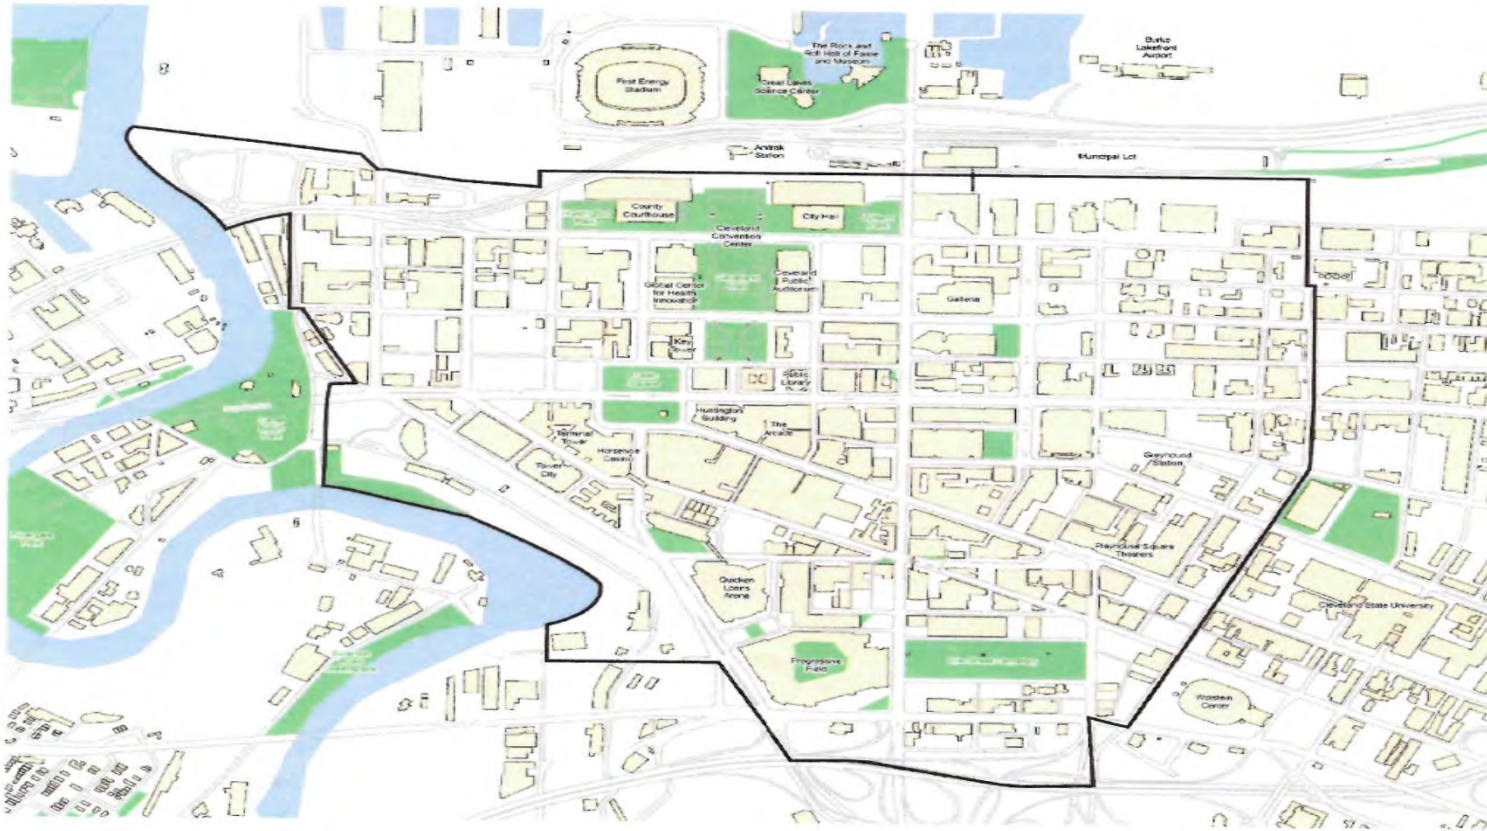 The Rock and
Roll Hall of Fame
and Museum
Burke
Lakefront
Airport
First Energy
Stadium
Great Lakes
Science Center
Amtrak
Station
Municipal Lot
County
Courthouse
City Hall
Cleveland
Convention
Center
Global Center
for Health
Innovation
Cleveland
Public
Auditorium
Galleria
Key
Tower
Public
Library
Huntington
Building
The
Arcade
Terminal
Tower
Horseshoe
Casino
Tower
City
Greyhound
Station
Playhouse Square
Theaters
Quicken
Loans
Arena
Cleveland State University
Progressive
Field
Wolstein
Center